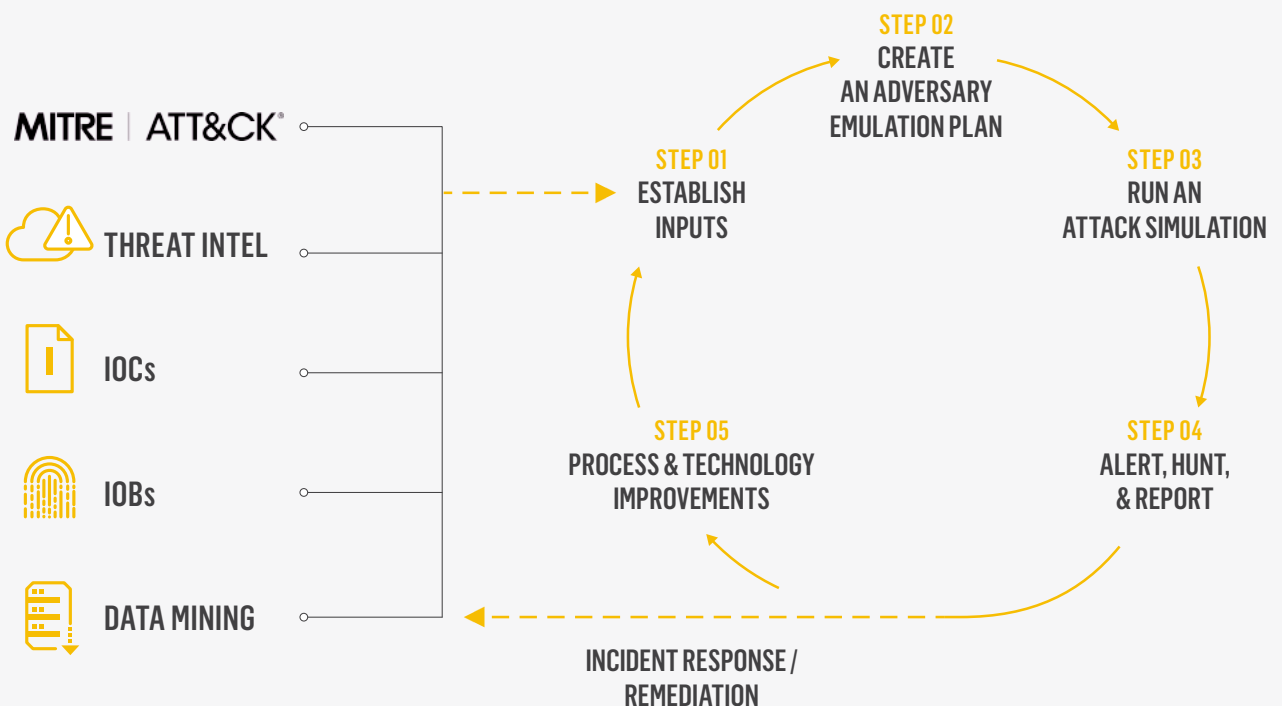 MITRE | ATT&CK®
THREAT INTEL
IOCs
IOBs
DATA MINING
STEP 01
ESTABLISH
INPUTS
STEP 02
CREATE
AN ADVERSARY
EMULATION PLAN
STEP 03
RUN AN
ATTACK SIMULATION
STEP 04
ALERT, HUNT,
& REPORT
STEP 05
PROCESS & TECHNOLOGY
IMPROVEMENTS
INCIDENT RESPONSE /
REMEDIATION